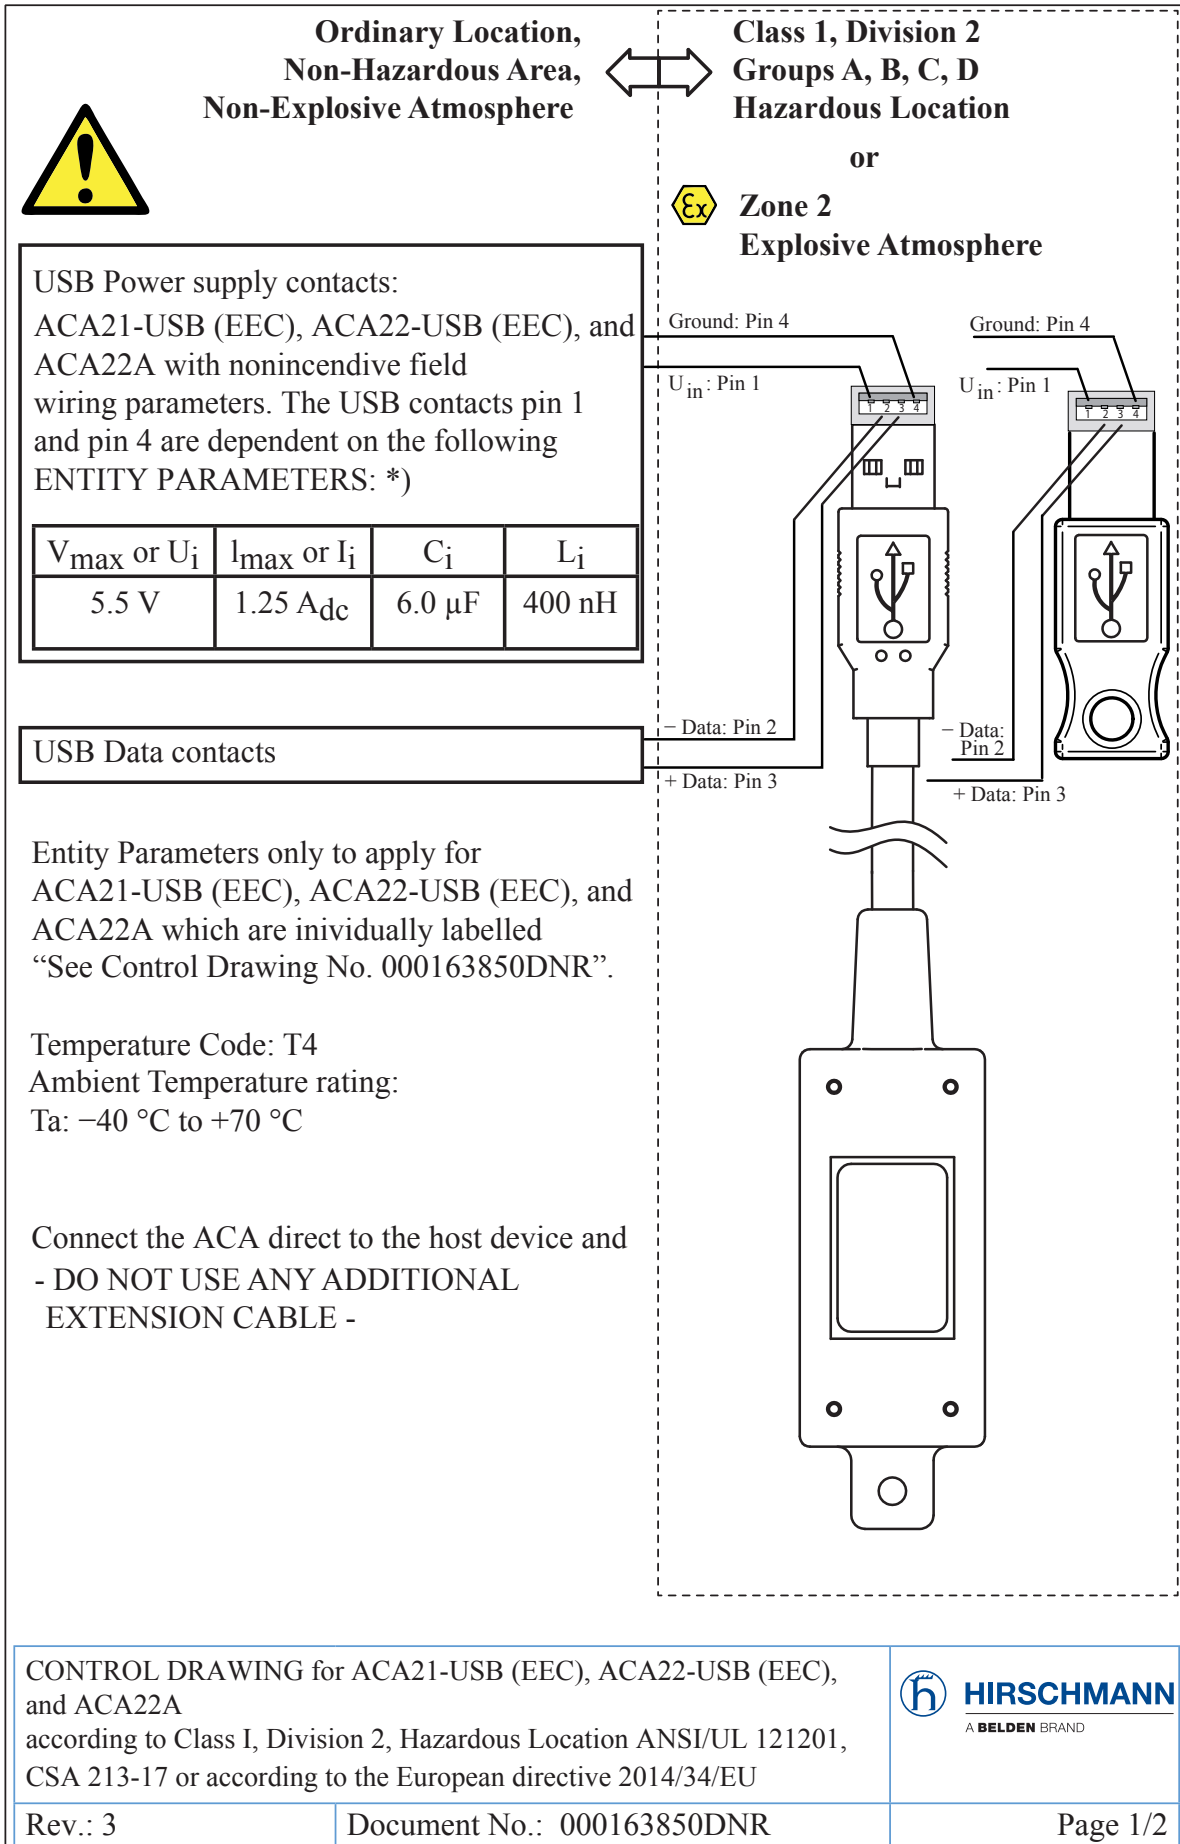 Ordinary Location,
Non-Hazardous Area,
Non-Explosive Atmosphere
Class 1, Division 2
Groups A, B, C, D
Hazardous Location
or
Ex
Zone 2
Explosive Atmosphere
USB Power supply contacts:
ACA21-USB (EEC), ACA22-USB (EEC), and
ACA22A with nonincendive field
wiring parameters. The USB contacts pin 1
and pin 4 are dependent on the following
ENTITY PARAMETERS: *)
Vmax or Ui lmax or Ii Ci Li
5.5 V 1.25 Adc 6.0 µF 400 nH
Ground: Pin 4
Uin: Pin 1
1 2 3 4
Ground: Pin 4
Uin: Pin 1
1 2 3 4
USB Data contacts
− Data: Pin 2
+ Data: Pin 3
− Data:
Pin 2
+ Data: Pin 3
Entity Parameters only to apply for
ACA21-USB (EEC), ACA22-USB (EEC), and
ACA22A which are inividually labelled
“See Control Drawing No. 000163850DNR”.
Temperature Code: T4
Ambient Temperature rating:
Ta: −40 °C to +70 °C
Connect the ACA direct to the host device and
- DO NOT USE ANY ADDITIONAL
EXTENSION CABLE -
CONTROL DRAWING for ACA21-USB (EEC), ACA22-USB (EEC),
and ACA22A
according to Class I, Division 2, Hazardous Location ANSI/UL 121201,
CSA 213-17 or according to the European directive 2014/34/EU
HIRSCHMANN
A BELDEN BRAND
Rev.: 3 Document No.: 000163850DNR Page 1/2